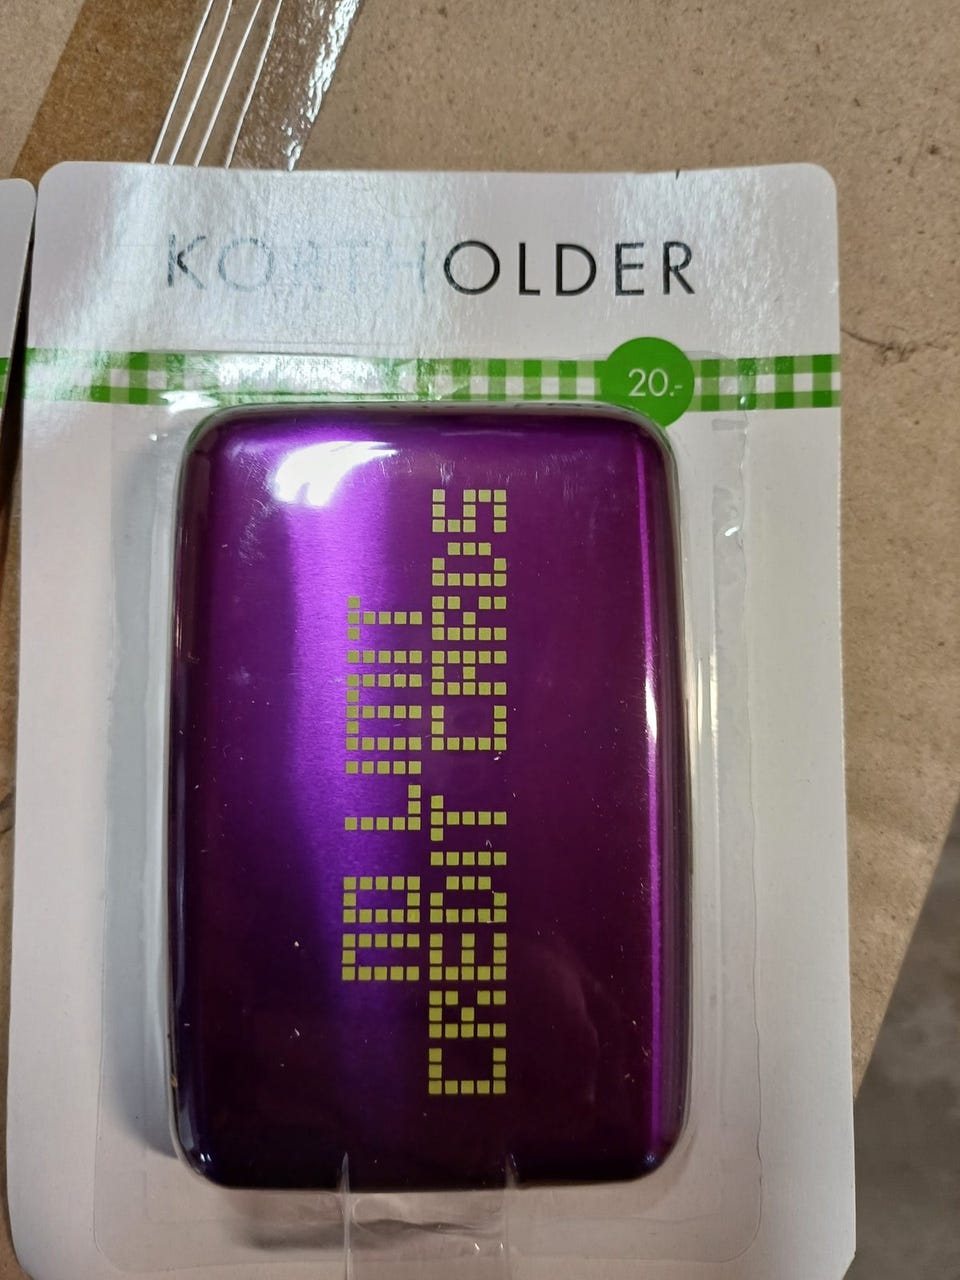 KORTHOLDER
20.-
NO LIMIT
CREDIT CARDS